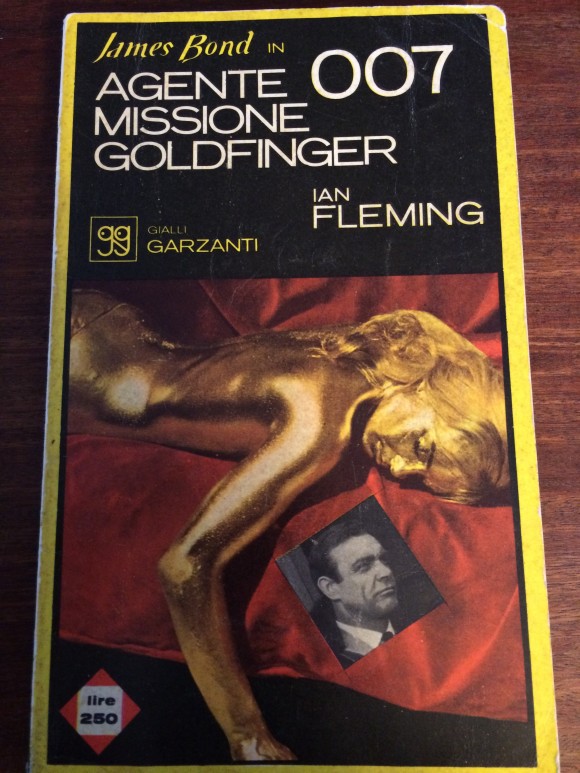 James Bond IN
AGENTE 007
MISSIONE
GOLDFINGER
IAN
FLEMING
gg
GIALLI
GARZANTI
lire
250